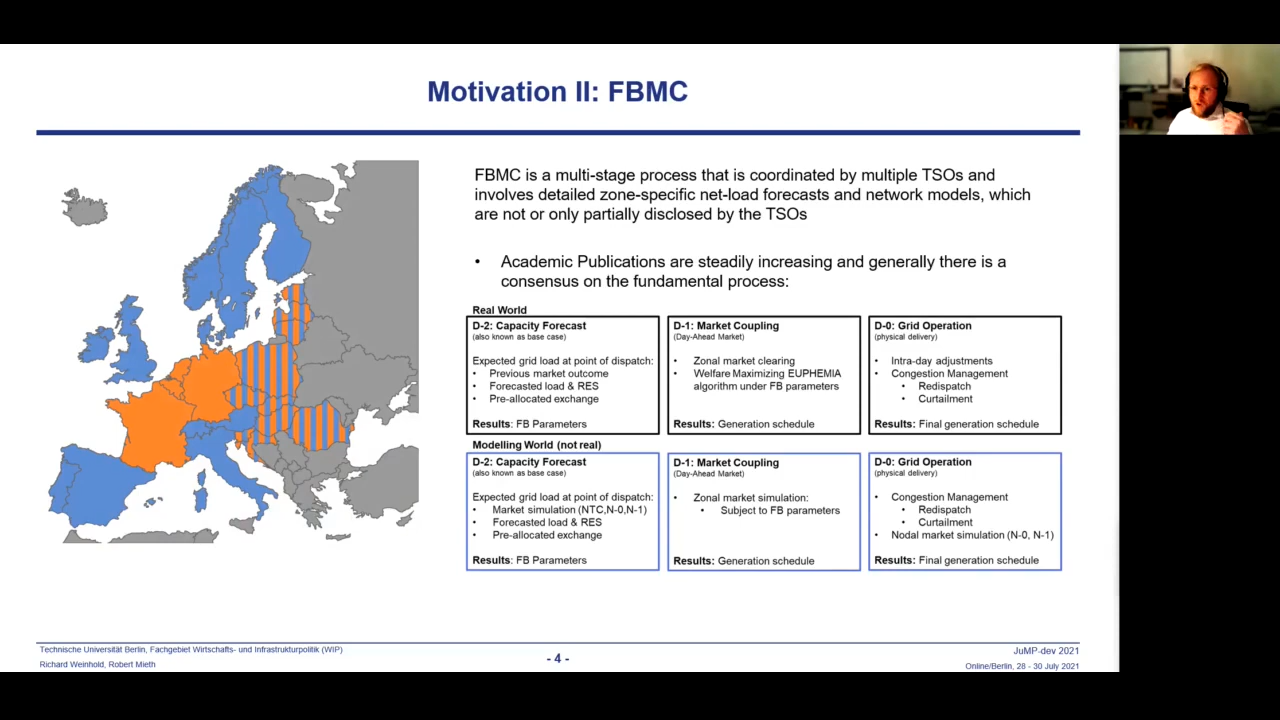 Motivation II: FBMC
FBMC is a multi-stage process that is coordinated by multiple TSOs and
involves detailed zone-specific net-load forecasts and network models, which
are not or only partially disclosed by the TSOs
• Academic Publications are steadily increasing and generally there is a
consensus on the fundamental process:
Real World
D-2: Capacity Forecast
(also known as base case)
Expected grid load at point of dispatch:
• Previous market outcome
• Forecasted load & RES
• Pre-allocated exchange
Results: FB Parameters
D-1: Market Coupling
(Day-Ahead Market)
• Zonal market clearing
• Welfare Maximizing EUPHEMIA
algorithm under FB parameters
Results: Generation schedule
D-0: Grid Operation
(physical delivery)
• Intra-day adjustments
• Congestion Management
• Redispatch
• Curtailment
Results: Final generation schedule
Modelling World (not real)
D-2: Capacity Forecast
(also known as base case)
Expected grid load at point of dispatch:
• Market simulation (NTC,N-0,N-1)
• Forecasted load & RES
• Pre-allocated exchange
Results: FB Parameters
D-1: Market Coupling
(Day-Ahead Market)
• Zonal market simulation:
• Subject to FB parameters
Results: Generation schedule
D-0: Grid Operation
(physical delivery)
• Congestion Management
• Redispatch
• Curtailment
• Nodal market simulation (N-0, N-1)
Results: Final generation schedule
Technische Universität Berlin, Fachgebiet Wirtschafts- und Infrastrukturpolitik (WIP)
Richard Weinhold, Robert Mieth
- 4 -
JuMP-dev 2021
Online/Berlin, 28 - 30 July 2021